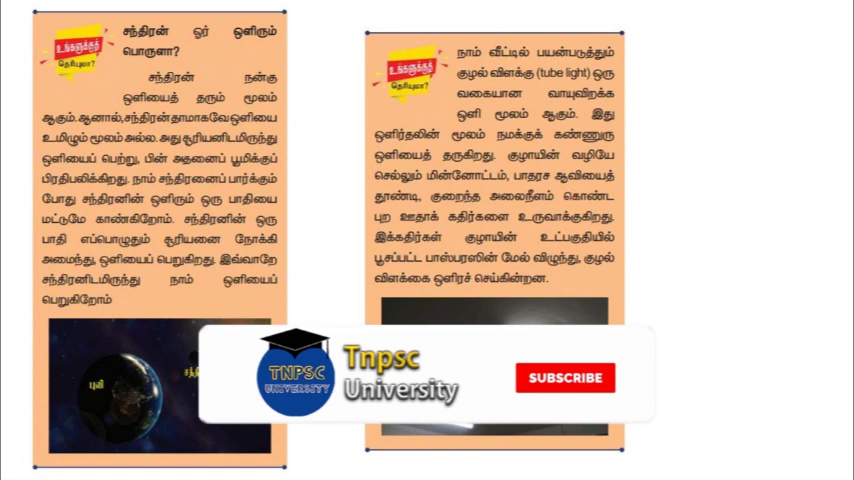 உங்களுக்குத்
தெரியுமா?
சந்திரன் ஓர் ஒளிரும்
பொருளா?
சந்திரன் நன்கு
ஒளியைத் தரும் மூலம்
ஆகும். ஆனால், சந்திரன் தாமாகவே ஒளியை
உமிழும் மூலம் அல்ல. அது சூரியனிடமிருந்து
ஒளியைப் பெற்று, பின் அதனைப் பூமிக்குப்
பிரதிபலிக்கிறது. நாம் சந்திரனைப் பார்க்கும்
போது சந்திரனின் ஒளிரும் ஒரு பாதியை
மட்டுமே காண்கிறோம். சந்திரனின் ஒரு
பாதி எப்பொழுதும் சூரியனை நோக்கி
அமைந்து, ஒளியைப் பெறுகிறது. இவ்வாறே
சந்திரனிடமிருந்து நாம் ஒளியைப்
பெறுகிறோம்
உங்களுக்குத்
தெரியுமா?
நாம் வீட்டில் பயன்படுத்தும்
குழல் விளக்கு (tube light) ஒரு
வகையான வாயுவிறக்க
ஒளி மூலம் ஆகும். இது
ஒளிர்தலின் மூலம் நமக்குக் கண்ணுரு
ஒளியைத் தருகிறது. குழாயின் வழியே
செல்லும் மின்னோட்டம், பாதரச ஆவியைத்
தூண்டி, குறைந்த அலைநீளம் கொண்ட
புற ஊதாக் கதிர்களை உருவாக்குகிறது.
இக்கதிர்கள் குழாயின் உட்பகுதியில்
பூசப்பட்ட பாஸ்பரஸின் மேல் விழுந்து, குழல்
விளக்கை ஒளிரச் செய்கின்றன.
TNPSC
UNIVERSITY
Tnpsc
University
SUBSCRIBE